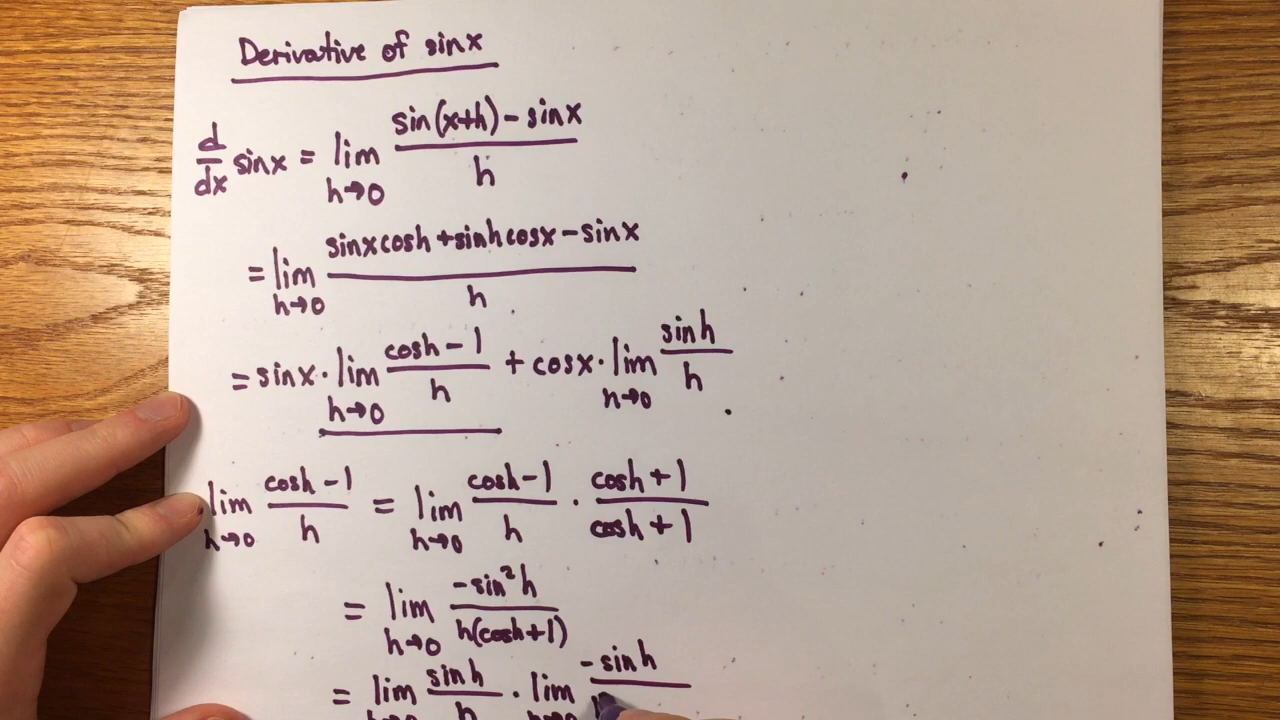 Derivative of sinx
d/dx sinx = lim h→0 (sin(x+h) - sinx)/h
= lim h→0 (sinxcosh + sinhcosx - sinx)/h
= sinx · lim h→0 (cosh - 1)/h + cosx · lim h→0 sinh/h
lim h→0 (cosh - 1)/h = lim h→0 (cosh - 1)/h · (cosh + 1)/(cosh + 1)
= lim h→0 -sin²h/h(cosh+1)
= lim h→0 sinh/h · lim h→0 -sinh/